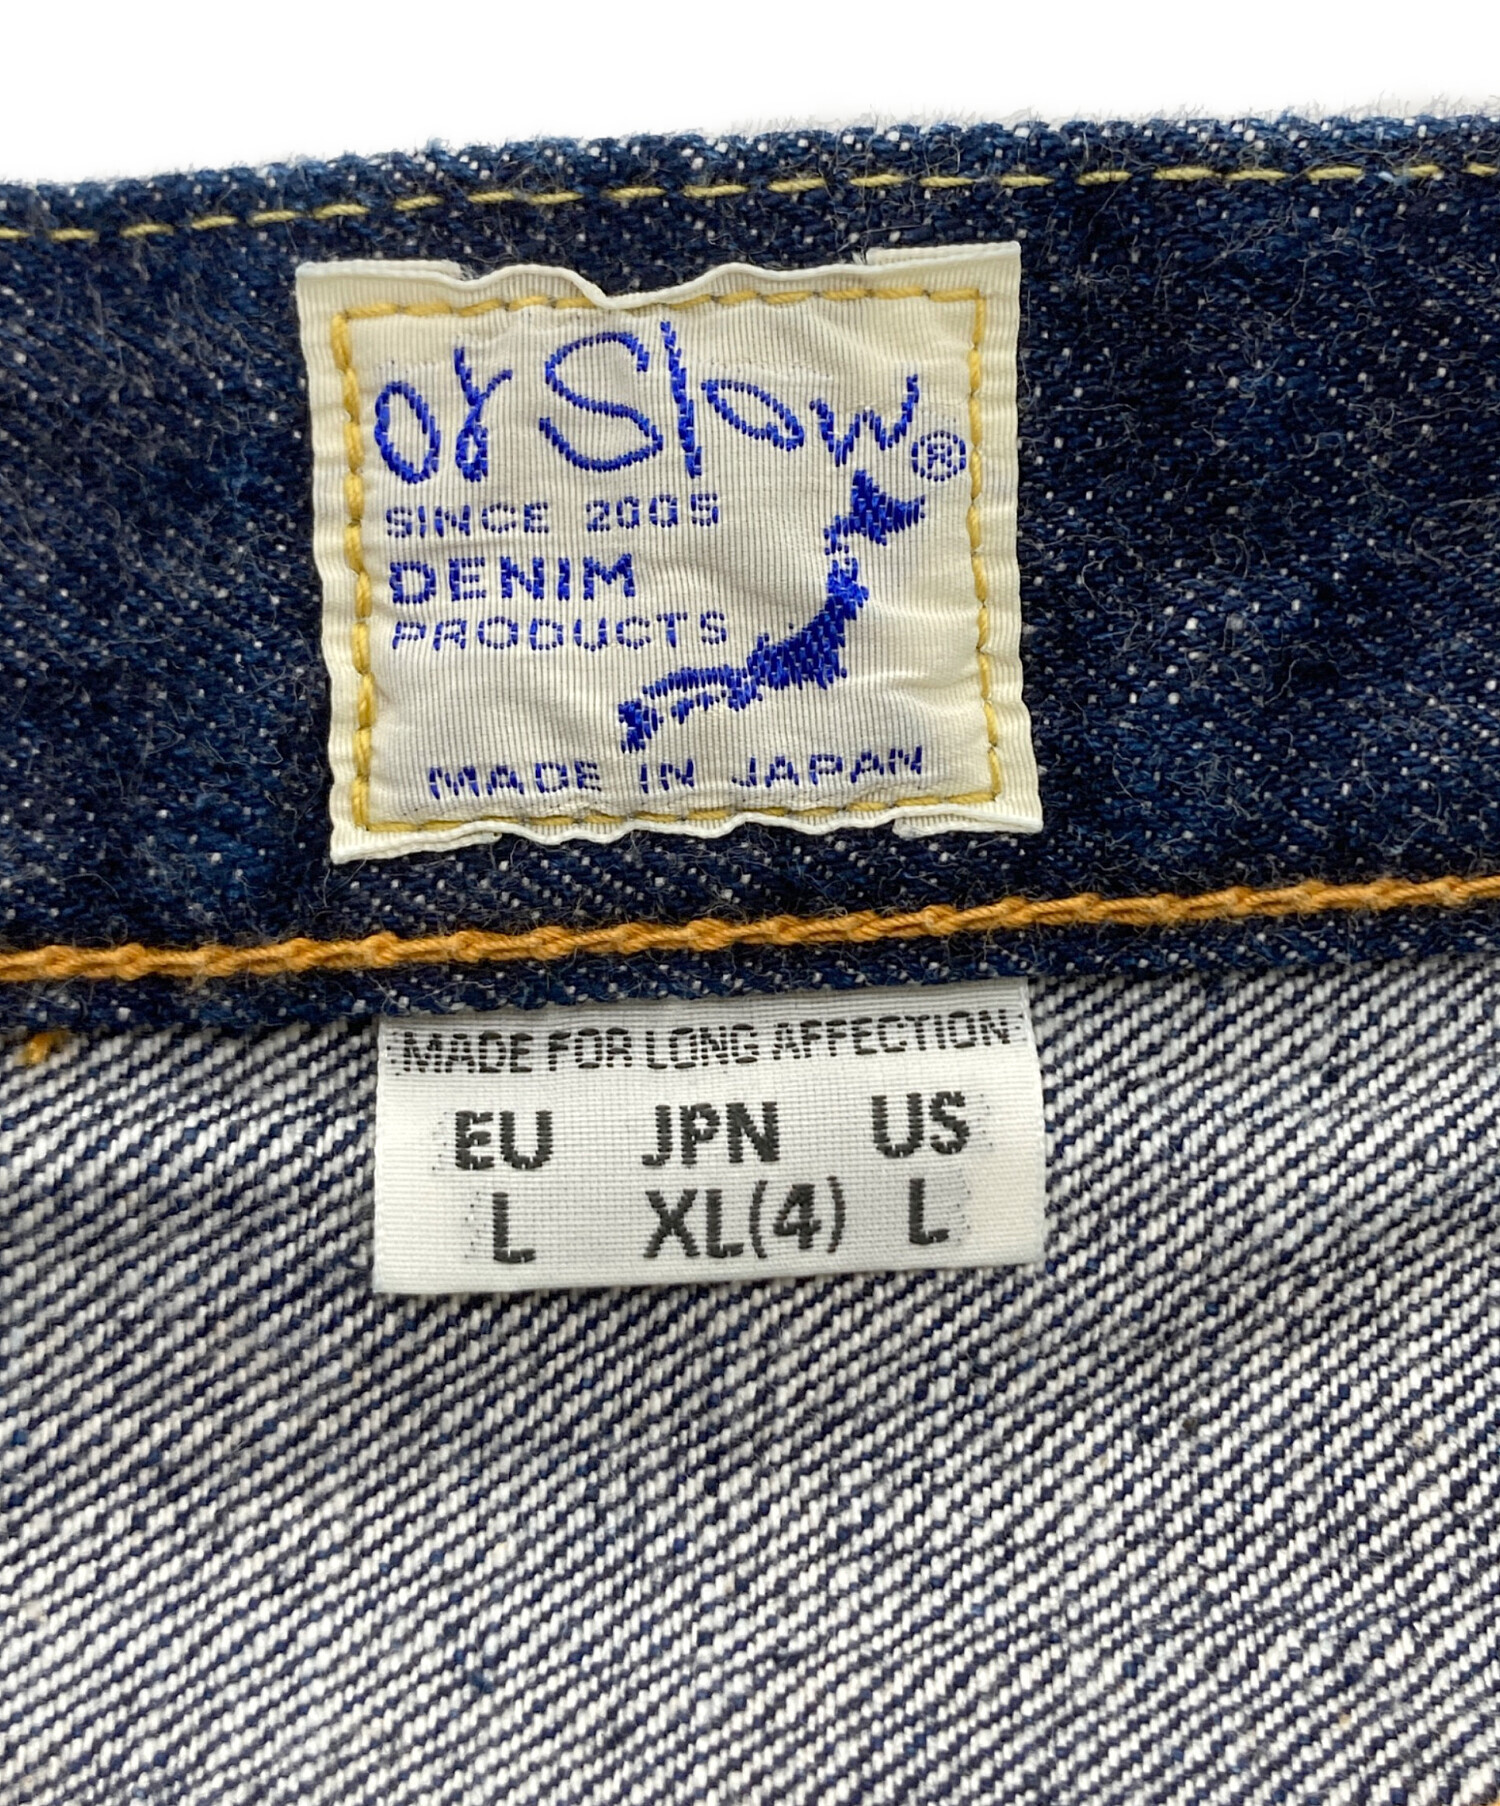 or Slow®
SINCE 2005
DENIM
PRODUCTS
MADE IN JAPAN
MADE FOR LONG AFFECTION
EU JPN US
L XL(4) L